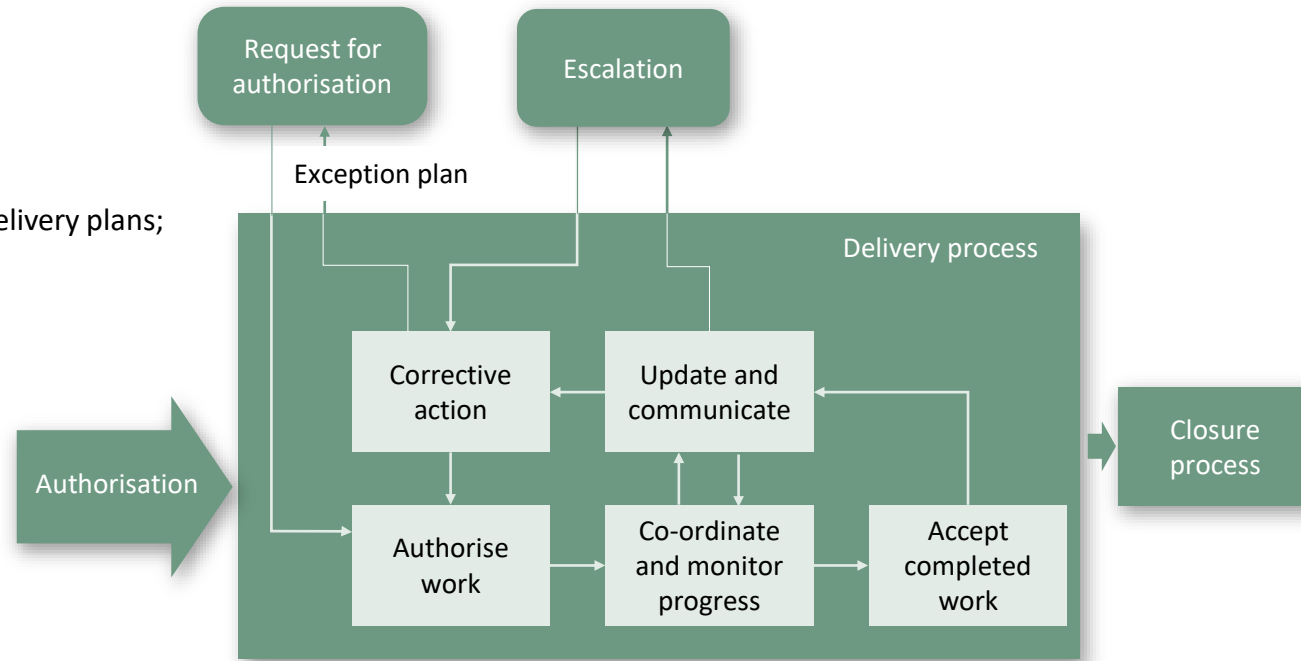 Request for
authorisation
Escalation
Exception plan
elivery plans;
Delivery process
Corrective
action
Update and
communicate
Authorisation
Closure
process
Authorise
work
Co-ordinate
and monitor
progress
Accept
completed
work